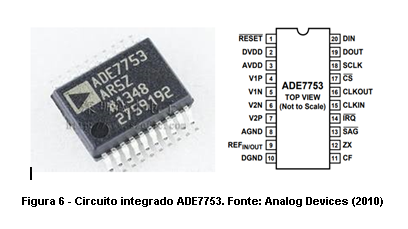 ADE7753
ARSZ
#1348
2759192
RESET 1
DVDD 2
AVDD 3
V1P 4
V1N 5
V2N 6
V2P 7
AGND 8
REFIN/OUT 9
DGND 10
ADE7753
TOP VIEW
(Not to Scale)
20 DIN
19 DOUT
18 SCLK
17 CS
16 CLKOUT
15 CLKIN
14 IRQ
13 SAG
12 ZX
11 CF
Figura 6 - Circuito integrado ADE7753. Fonte: Analog Devices (2010)